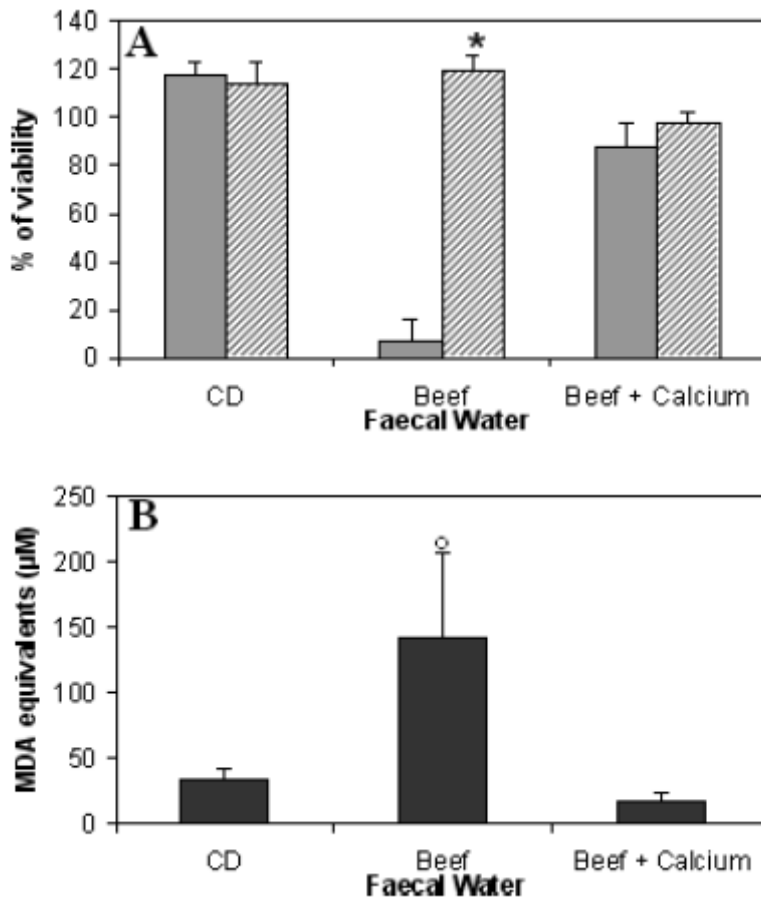 A
% of viability
140
120
100
80
60
40
20
0
*
CD Beef Beef + Calcium
Faecal Water
B
MDA equivalents (µM)
250
200
150
100
50
0
CD Beef Beef + Calcium
Faecal Water